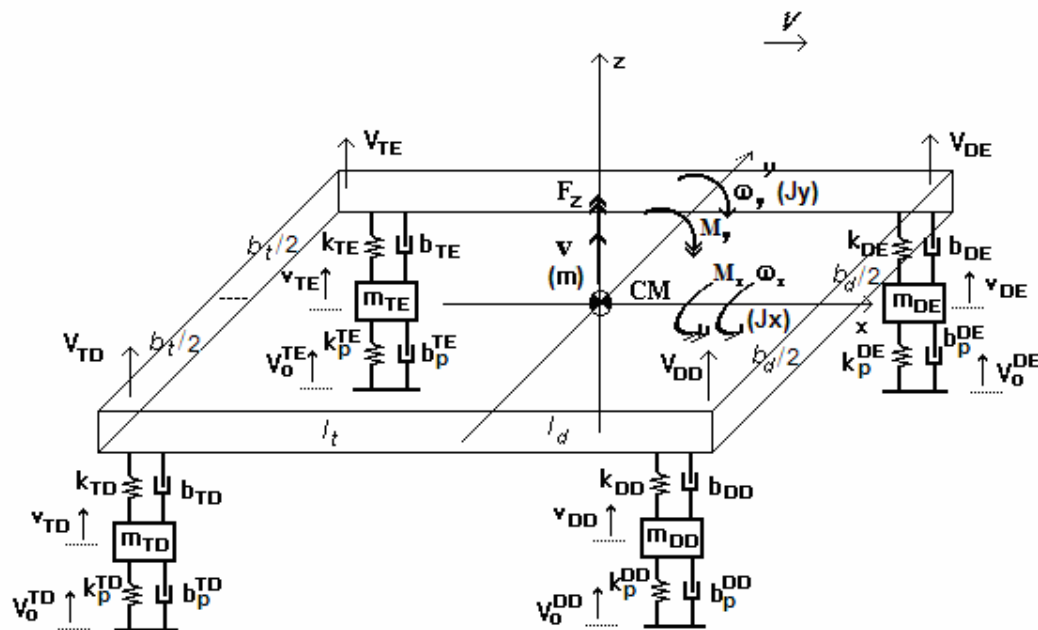 V
z
V_TE
V_DE
y
F_z
ω_y (Jy)
M_y
b_t/2
k_TE
b_TE
k_DE
b_DE
v
(m)
v_TE
m_TE
CM
M_x
ω_x
(Jx)
b_d/2
m_DE
v_DE
x
V_TD
b_t/2
V_o^TE
k_p^TE
b_p^TE
V_DD
b_d/2
k_p^DE
b_p^DE
V_o^DE
l_t
l_d
k_TD
b_TD
k_DD
b_DD
v_TD
m_TD
v_DD
m_DD
V_o^TD
k_p^TD
b_p^TD
V_o^DD
k_p^DD
b_p^DD